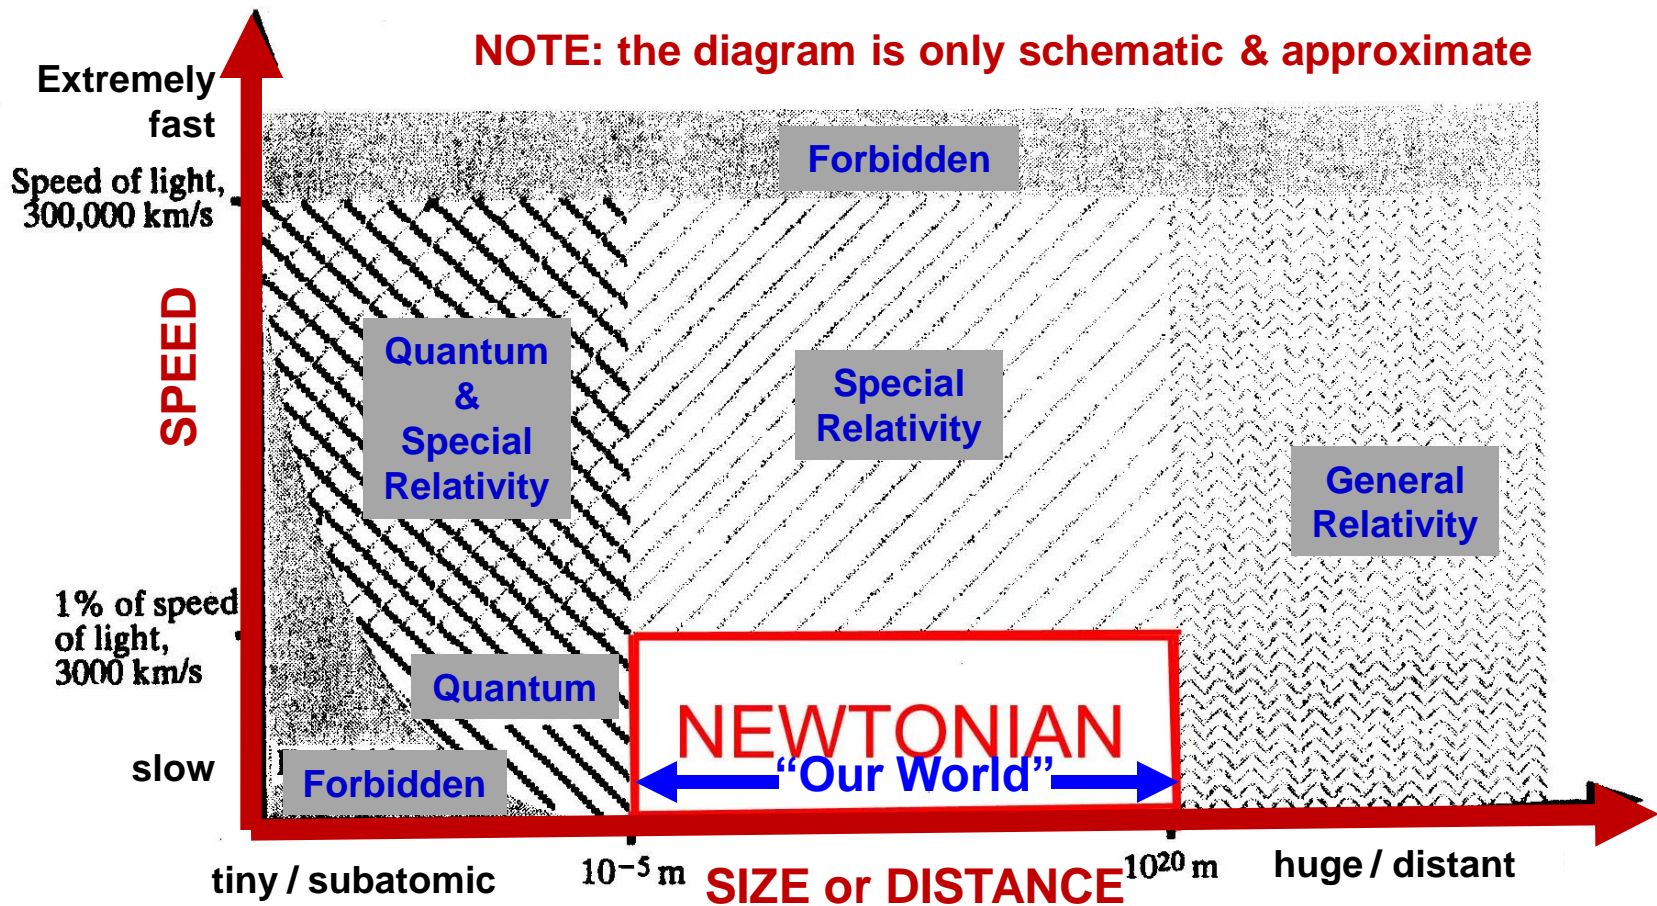 NOTE: the diagram is only schematic & approximate
Extremely
fast
Forbidden
Speed of light,
300,000 km/s
SPEED
Quantum
&
Special
Relativity
Special
Relativity
General
Relativity
1% of speed
of light,
3000 km/s
Quantum
NEWTONIAN
slow
Forbidden
“Our World”
tiny / subatomic
10⁻⁵ m
SIZE or DISTANCE
10²⁰ m
huge / distant